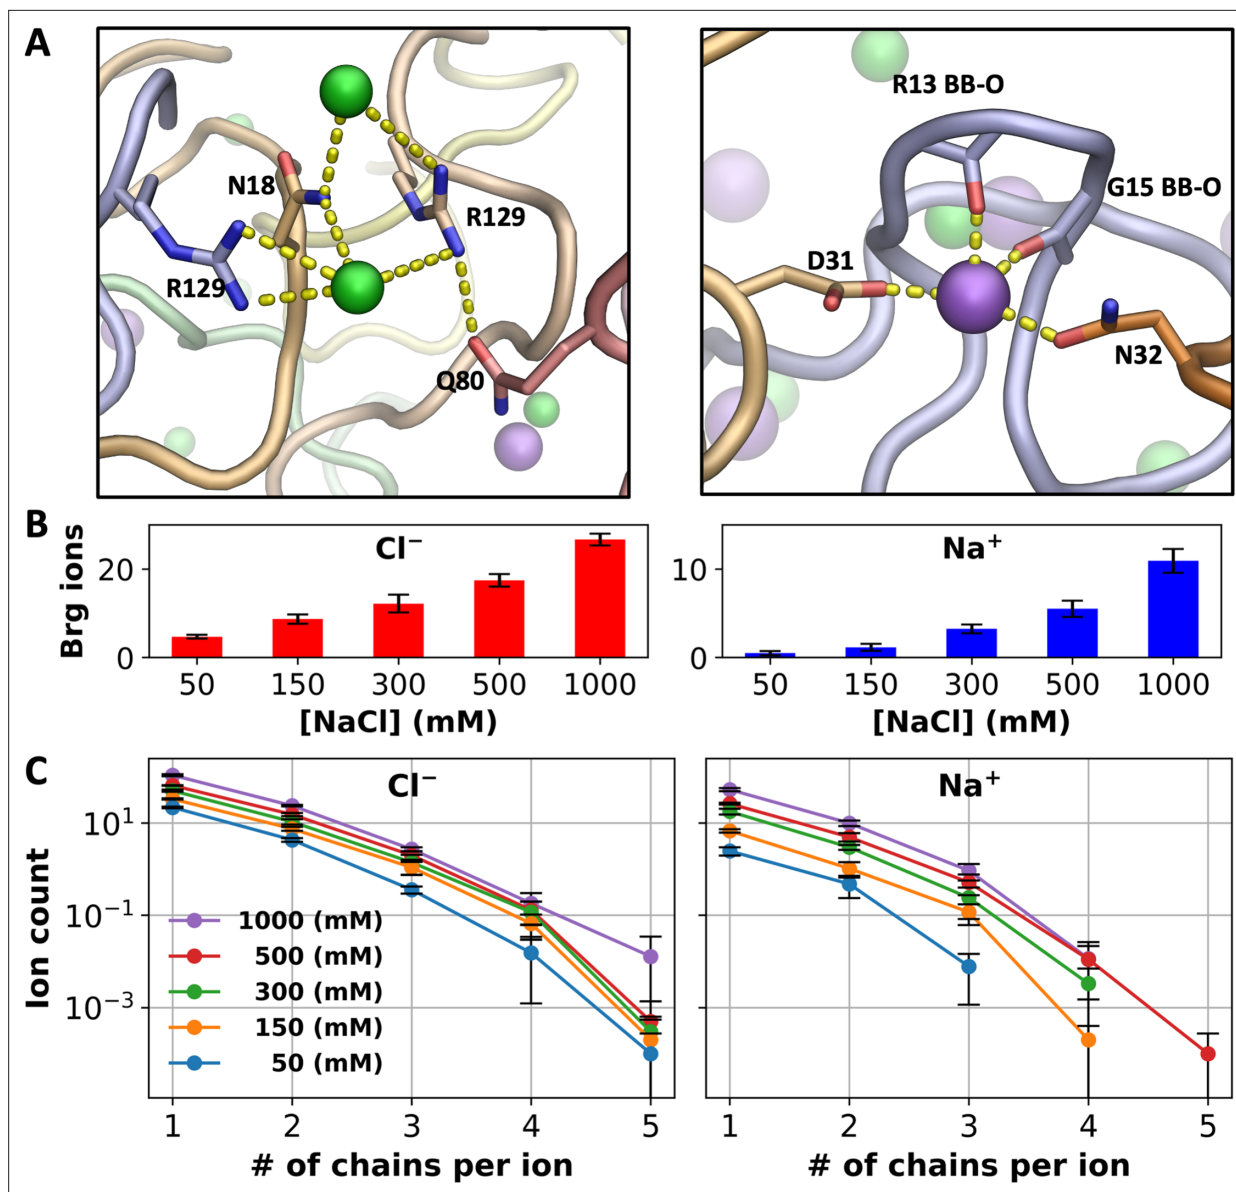 A
N18
R129
R129
Q80
R13 BB-O
G15 BB-O
D31
N32
B
Brg ions
20
0
Cl⁻
50 150 300 500 1000
[NaCl] (mM)
10
0
Na⁺
50 150 300 500 1000
[NaCl] (mM)
C
Ion count
10¹
10⁻¹
10⁻³
Cl⁻
1000 (mM)
500 (mM)
300 (mM)
150 (mM)
50 (mM)
1 2 3 4 5
# of chains per ion
Na⁺
1 2 3 4 5
# of chains per ion